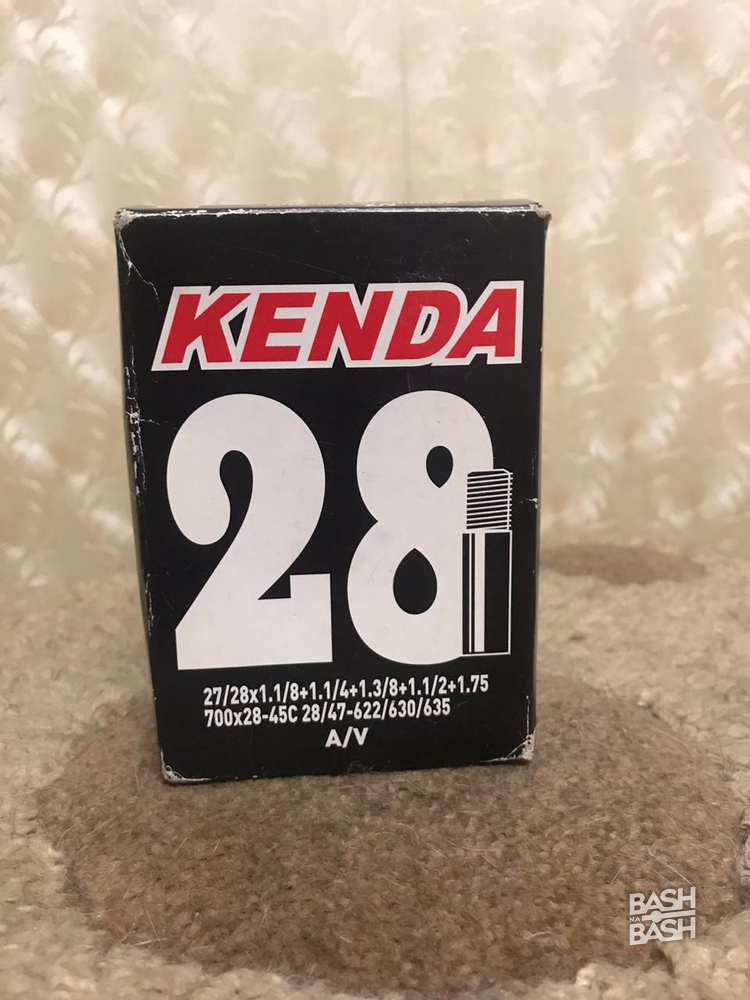 KENDA
28
27/28x1.1/8+1.1/4+1.3/8+1.1/2+1.75
700x28-45C 28/47-622/630/635
A/V
BASH
NA
BASH